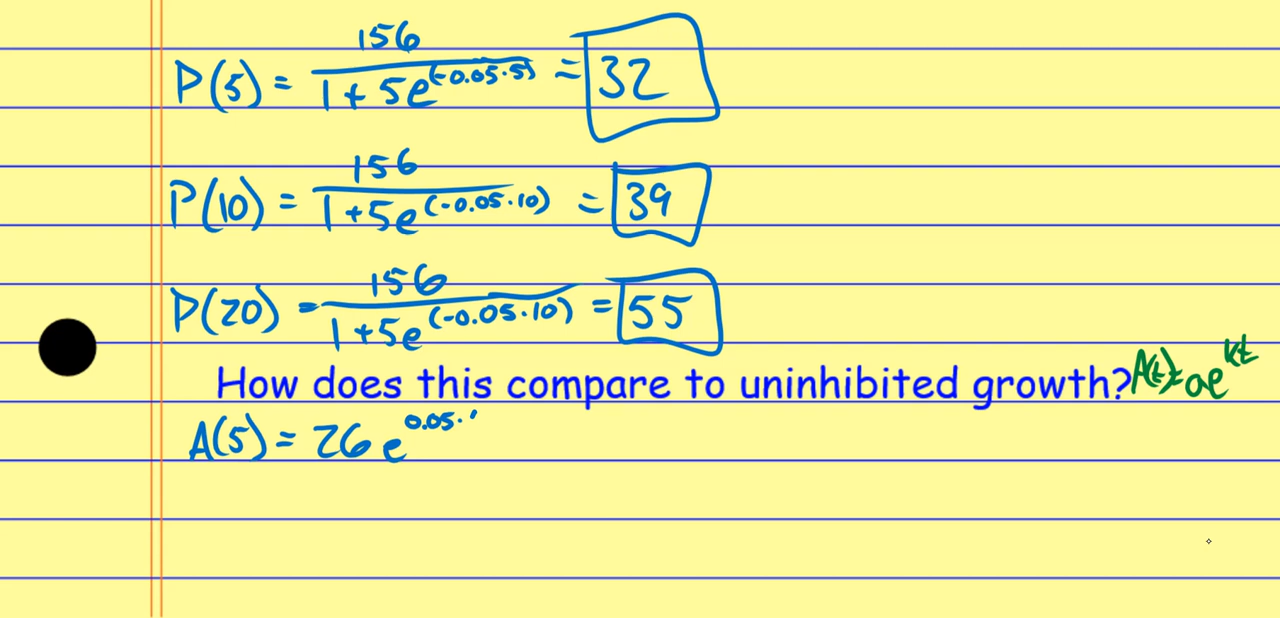 P(5) = 156 / 1 + 5e^(-0.05·5) = 32
P(10) = 156 / 1+5e^(-0.05·10) = 39
P(20) = 156 / 1+5e^(-0.05·10) = 55
How does this compare to uninhibited growth? A(t)=ae^kt
A(5) = 26e^0.05·